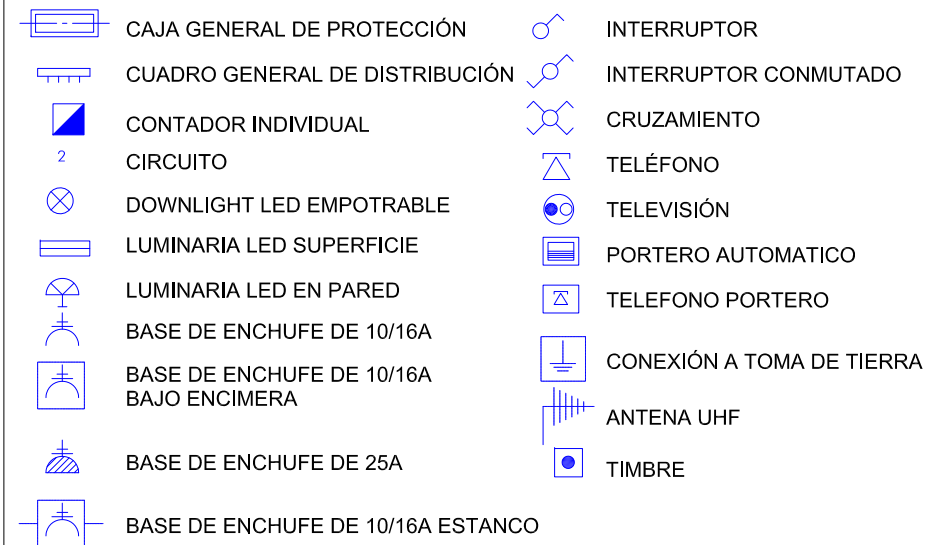 CAJA GENERAL DE PROTECCIÓN
CUADRO GENERAL DE DISTRIBUCIÓN
CONTADOR INDIVIDUAL
2
CIRCUITO
DOWNLIGHT LED EMPOTRABLE
LUMINARIA LED SUPERFICIE
LUMINARIA LED EN PARED
BASE DE ENCHUFE DE 10/16A
BASE DE ENCHUFE DE 10/16A
BAJO ENCIMERA
BASE DE ENCHUFE DE 25A
BASE DE ENCHUFE DE 10/16A ESTANCO
INTERRUPTOR
INTERRUPTOR CONMUTADO
CRUZAMIENTO
TELÉFONO
TELEVISIÓN
PORTERO AUTOMATICO
TELEFONO PORTERO
CONEXIÓN A TOMA DE TIERRA
ANTENA UHF
TIMBRE